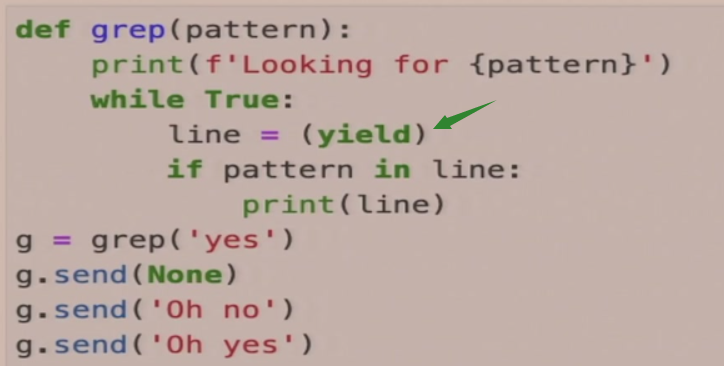 def grep(pattern):
    print(f'Looking for {pattern}')
    while True:
        line = (yield)
        if pattern in line:
            print(line)
g = grep('yes')
g.send(None)
g.send('Oh no')
g.send('Oh yes')